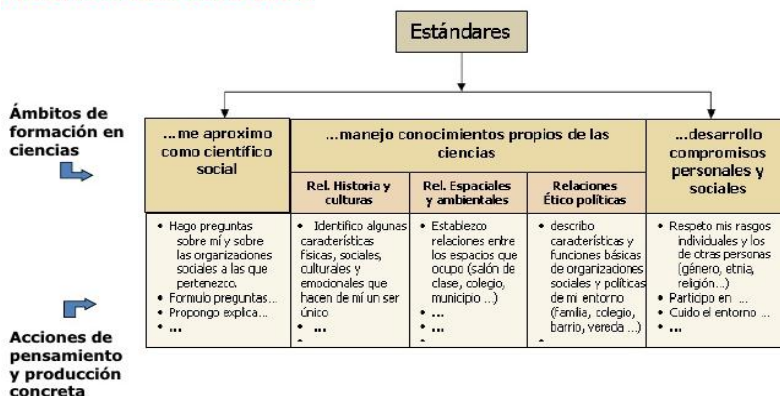 Estándares
Ámbitos de
formación en
ciencias
...me aproximo
como científico
social
...manejo conocimientos propios de las
ciencias
...desarrollo
compromisos
personales y
sociales
Rel. Historia y
culturas
Rel. Espaciales
y ambientales
Relaciones
Ético políticas
• Hago preguntas
sobre mí y sobre
las organizaciones
sociales a las que
pertenezco.
• Formulo preguntas...
• Propongo explica...
• ...
• Identifico algunas
características
físicas, sociales,
culturales y
emocionales que
hacen de mí un ser
único
• ...
•
• Establezco
relaciones entre
los espacios que
ocupo (salón de
clase, colegio,
municipio ...)
• ...
• ...
•
• describo
características y
funciones básicas
de organizaciones
sociales y políticas
de mi entorno
(familia, colegio,
barrio, vereda ...)
•
• Respeto mis rasgos
individuales y los
de otras personas
(género, etnia,
religión...)
• Participo en ...
• Cuido el entorno ...
• ...
Acciones de
pensamiento
y producción
concreta